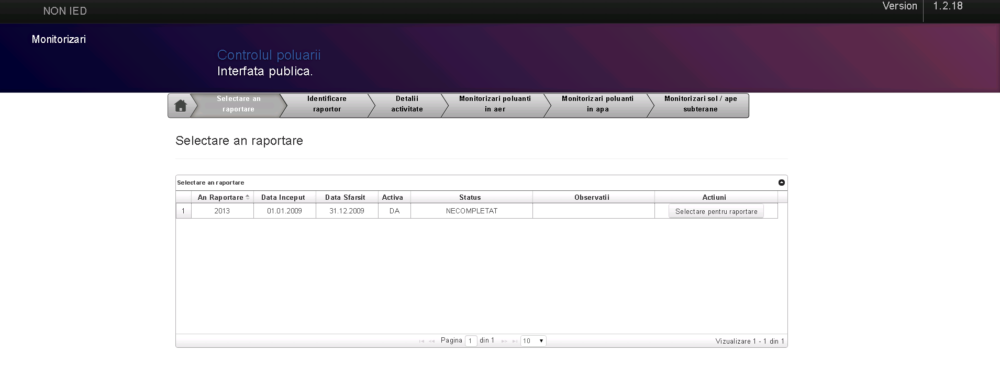 NON IED
Version 1.2.18
Monitorizari
Controlul poluarii
Interfata publica.
Selectare an raportare
Identificare raportor
Detalii activitate
Monitorizari poluanti in aer
Monitorizari poluanti in apa
Monitorizari sol / ape subterane
Selectare an raportare
Selectare an raportare
An Raportare Data Inceput Data Sfarsit Activa Status Observatii Actiuni
1 2013 01.01.2009 31.12.2009 DA NECOMPLETAT Selectare pentru raportare
Pagina 1 din 1 10 Vizualizare 1 - 1 din 1